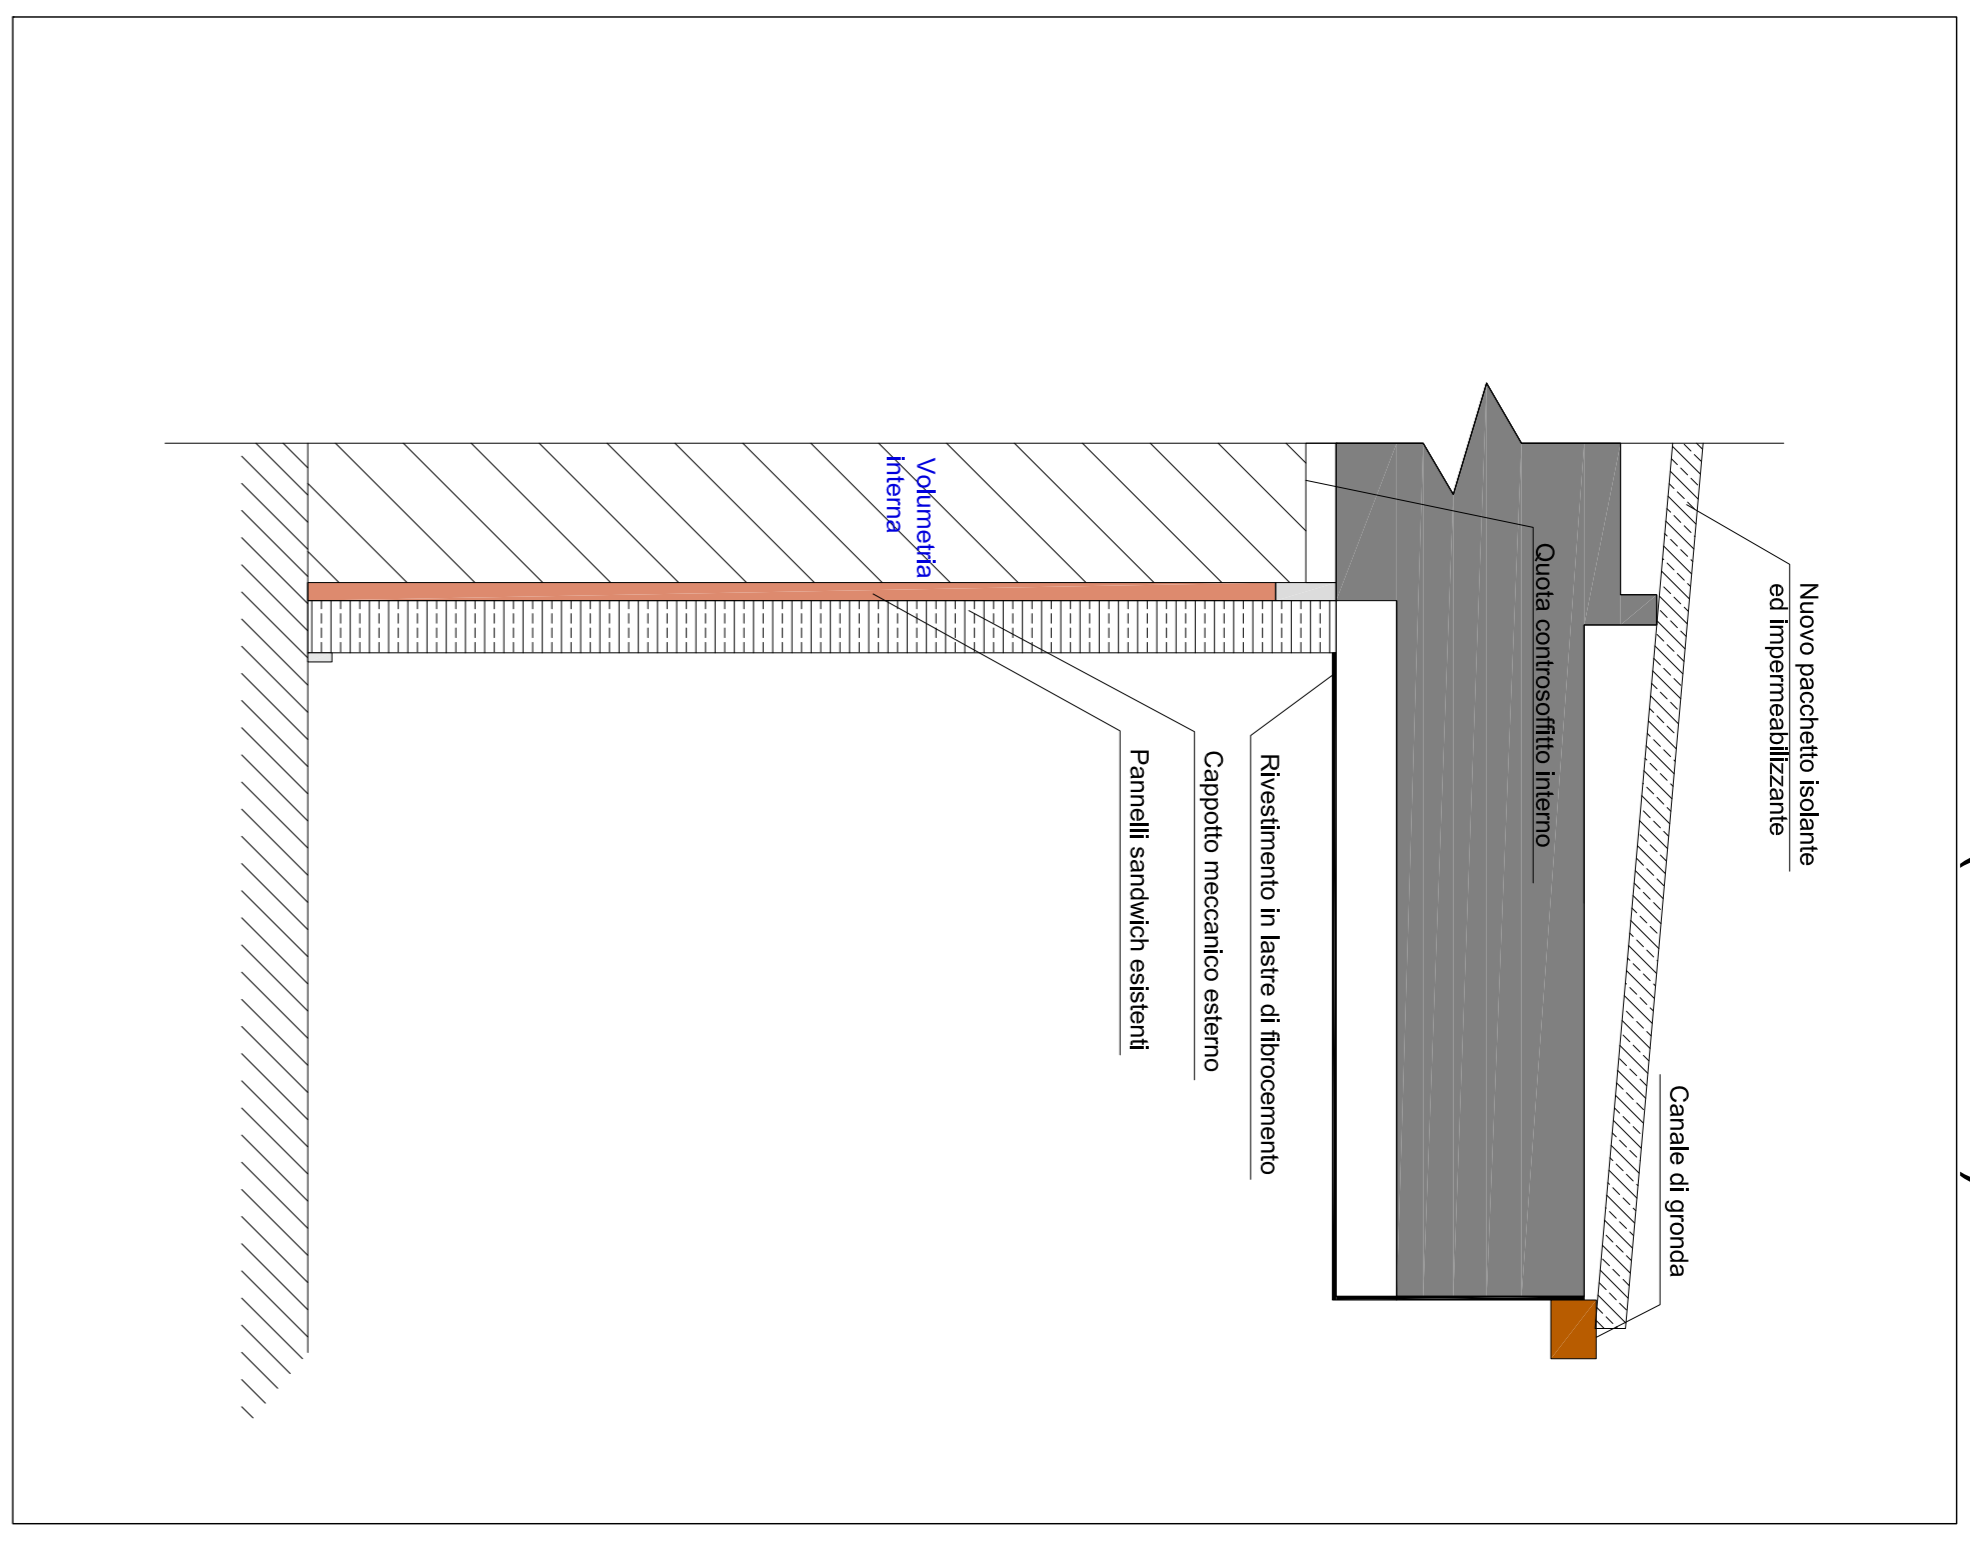 Nuovo pacchetto isolante
ed impermeabilizzante
Canale di gronda
Quota controsoffitto interno
Rivestimento in lastre di fibrocemento
Cappotto meccanico esterno
Pannelli sandwich esistenti
Volumetria
interna